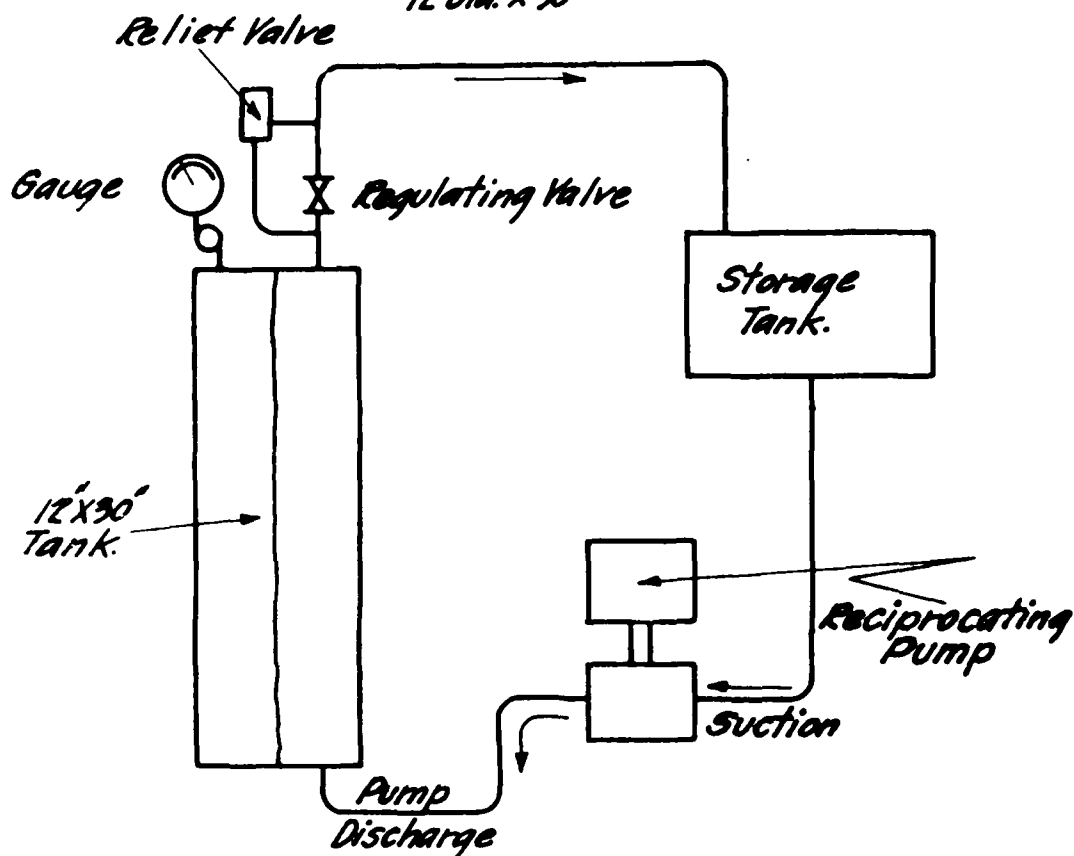 Relief Valve
Gauge
Regulating Valve
Storage
Tank.
12"X30"
Tank.
Reciprocating
Pump
Suction
Pump
Discharge